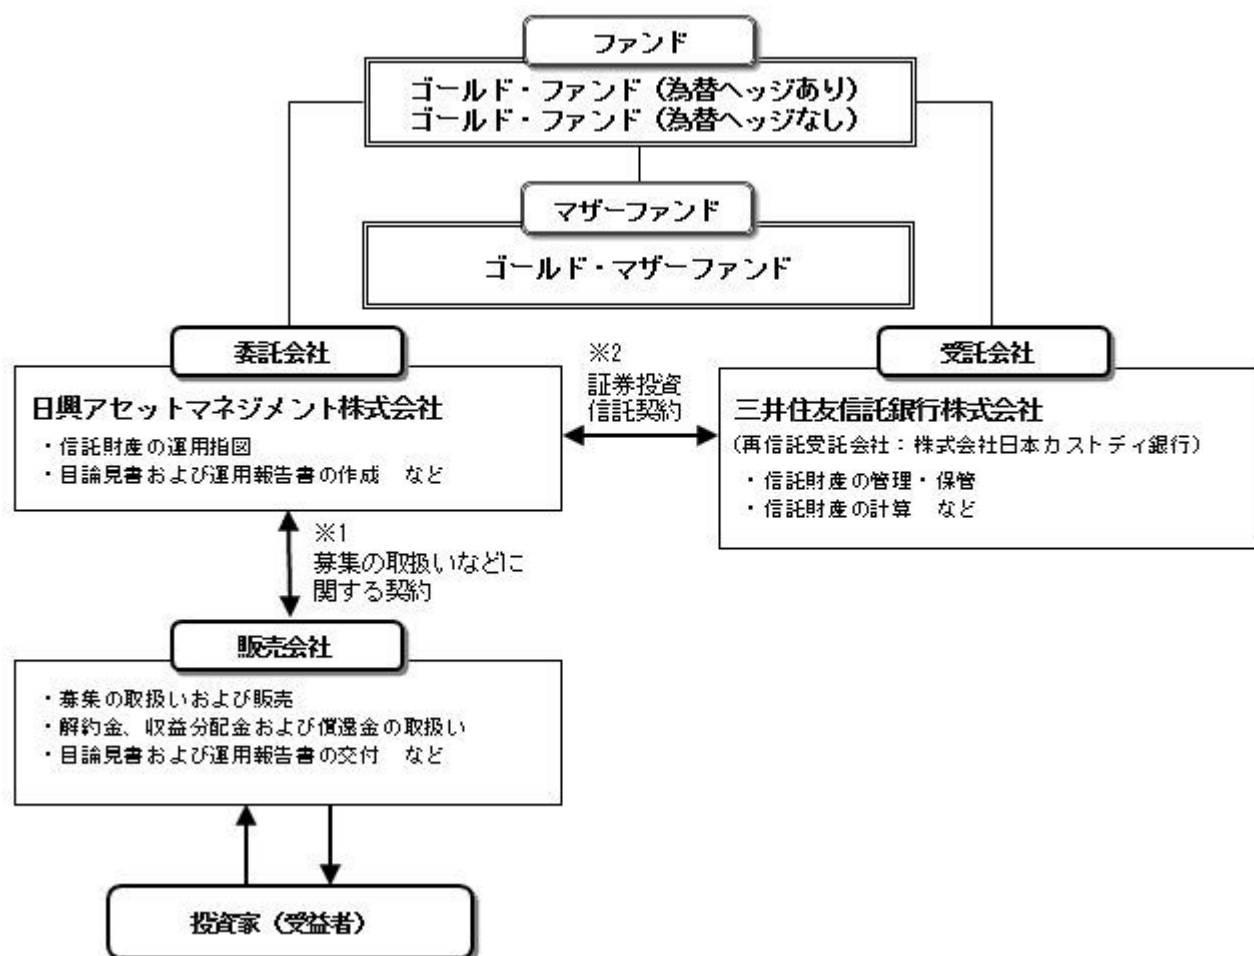 ファンド
ゴールド・ファンド（為替ヘッジあり）
ゴールド・ファンド（為替ヘッジなし）
マザーファンド
ゴールド・マザーファンド
委託会社
日興アセットマネジメント株式会社
・信託財産の運用指図
・目論見書および運用報告書の作成　など
※2
証券投資
信託契約
受託会社
三井住友信託銀行株式会社
（再信託受託会社：株式会社日本カストディ銀行）
・信託財産の管理・保管
・信託財産の計算　など
※1
募集の取扱いなどに
関する契約
販売会社
・募集の取扱いおよび販売
・解約金、収益分配金および償還金の取扱い
・目論見書および運用報告書の交付　など
投資家（受益者）